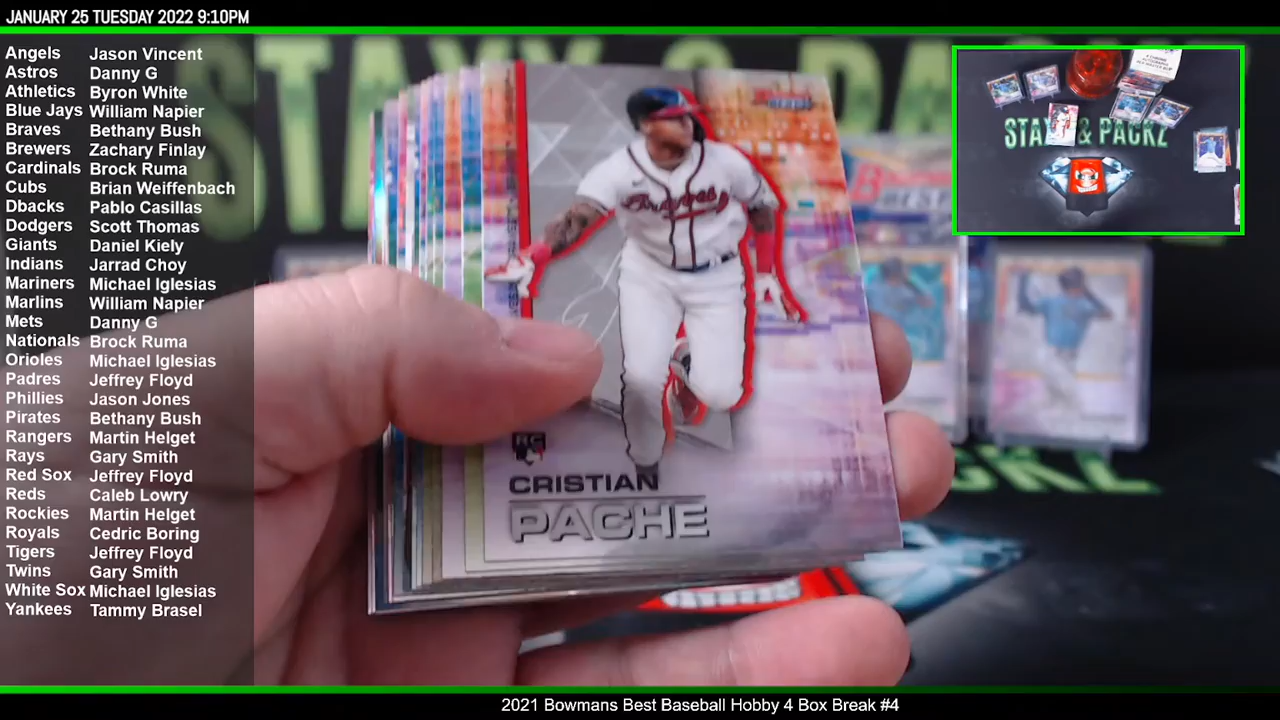 JANUARY 25 TUESDAY 2022 9:10PM
Angels Jason Vincent
Astros Danny G
Athletics Byron White
Blue Jays William Napier
Braves Bethany Bush
Brewers Zachary Finlay
Cardinals Brock Ruma
Cubs Brian Weiffenbach
Dbacks Pablo Casillas
Dodgers Scott Thomas
Giants Daniel Kiely
Indians Jarrad Choy
Mariners Michael Iglesias
Marlins William Napier
Mets Danny G
Nationals Brock Ruma
Orioles Michael Iglesias
Padres Jeffrey Floyd
Phillies Jason Jones
Pirates Bethany Bush
Rangers Martin Helget
Rays Gary Smith
Red Sox Jeffrey Floyd
Reds Caleb Lowry
Rockies Martin Helget
Royals Cedric Boring
Tigers Jeffrey Floyd
Twins Gary Smith
White Sox Michael Iglesias
Yankees Tammy Brasel
Braves
RC
CRISTIAN
PACHE
& PACKZ
2021 Bowmans Best Baseball Hobby 4 Box Break #4